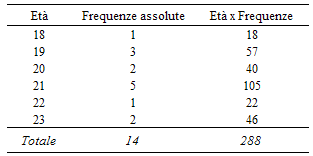 Età Frequenze assolute Età x Frequenze
18 1 18
19 3 57
20 2 40
21 5 105
22 1 22
23 2 46
Totale 14 288